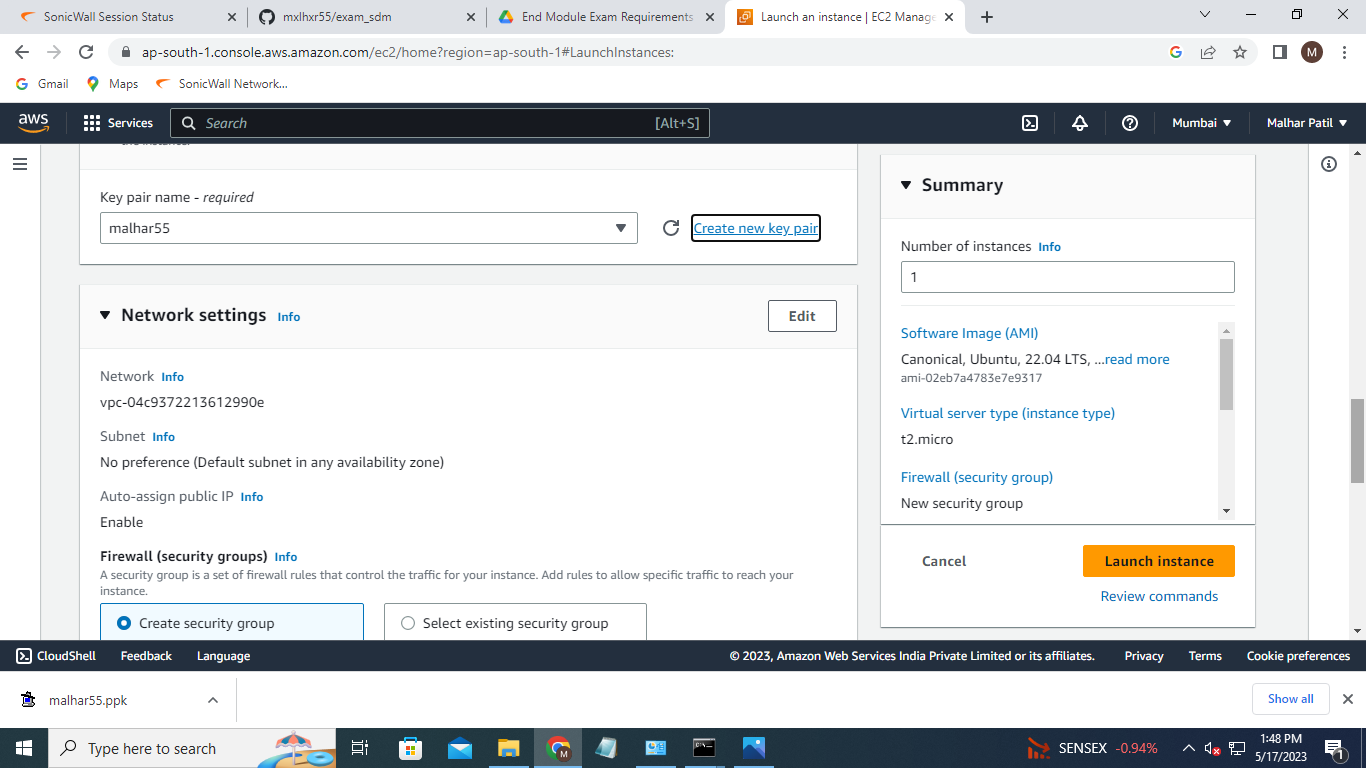 SonicWall Session Status
mxlhxr55/exam_sdm
End Module Exam Requirements
Launch an instance | EC2 Manage
ap-south-1.console.aws.amazon.com/ec2/home?region=ap-south-1#LaunchInstances:
M
Gmail
Maps
SonicWall Network...
aws
Services
Search
[Alt+S]
Mumbai
Malhar Patil
the instance.
Key pair name - required
malhar55
Create new key pair
Network settings
Info
Edit
Network Info
vpc-04c9372213612990e
Subnet Info
No preference (Default subnet in any availability zone)
Auto-assign public IP Info
Enable
Firewall (security groups) Info
A security group is a set of firewall rules that control the traffic for your instance. Add rules to allow specific traffic to reach your
instance.
Create security group
Select existing security group
Summary
Number of instances Info
1
Software Image (AMI)
Canonical, Ubuntu, 22.04 LTS, ...read more
ami-02eb7a4783e7e9317
Virtual server type (instance type)
t2.micro
Firewall (security group)
New security group
Cancel
Launch instance
Review commands
CloudShell
Feedback
Language
© 2023, Amazon Web Services India Private Limited or its affiliates.
Privacy
Terms
Cookie preferences
malhar55.ppk
Show all
Type here to search
M
SENSEX -0.94%
1:48 PM
5/17/2023
1